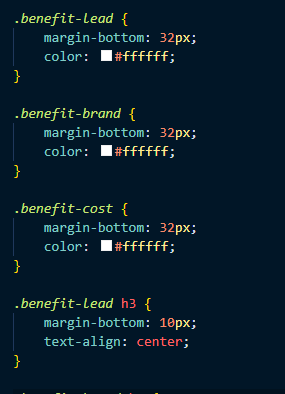 .benefit-lead {
    margin-bottom: 32px;
    color: #ffffff;
}

.benefit-brand {
    margin-bottom: 32px;
    color: #ffffff;
}

.benefit-cost {
    margin-bottom: 32px;
    color: #ffffff;
}

.benefit-lead h3 {
    margin-bottom: 10px;
    text-align: center;
}